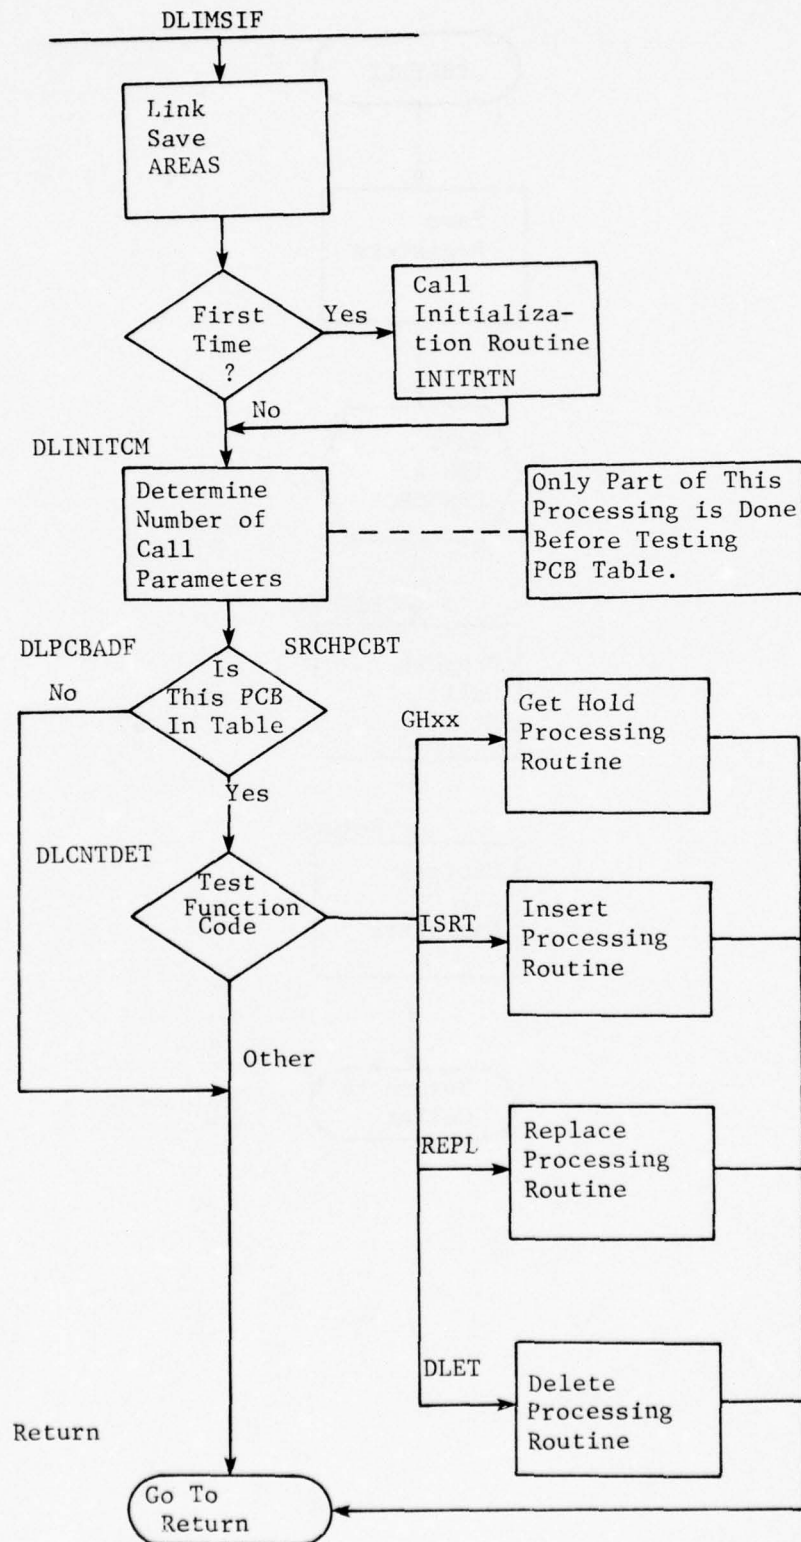 DLIMSIF
Link
Save
AREAS
First
Time
?
Yes
Call
Initializa-
tion Routine
INITRTN
No
DLINITCM
Determine
Number of
Call
Parameters
Only Part of This
Processing is Done
Before Testing
PCB Table.
DLPCBADF
SRCHPCBT
No
Is
This PCB
In Table
Yes
GHxx
Get Hold
Processing
Routine
DLCNTDET
Test
Function
Code
ISRT
Insert
Processing
Routine
Other
REPL
Replace
Processing
Routine
DLET
Delete
Processing
Routine
Return
Go To
Return